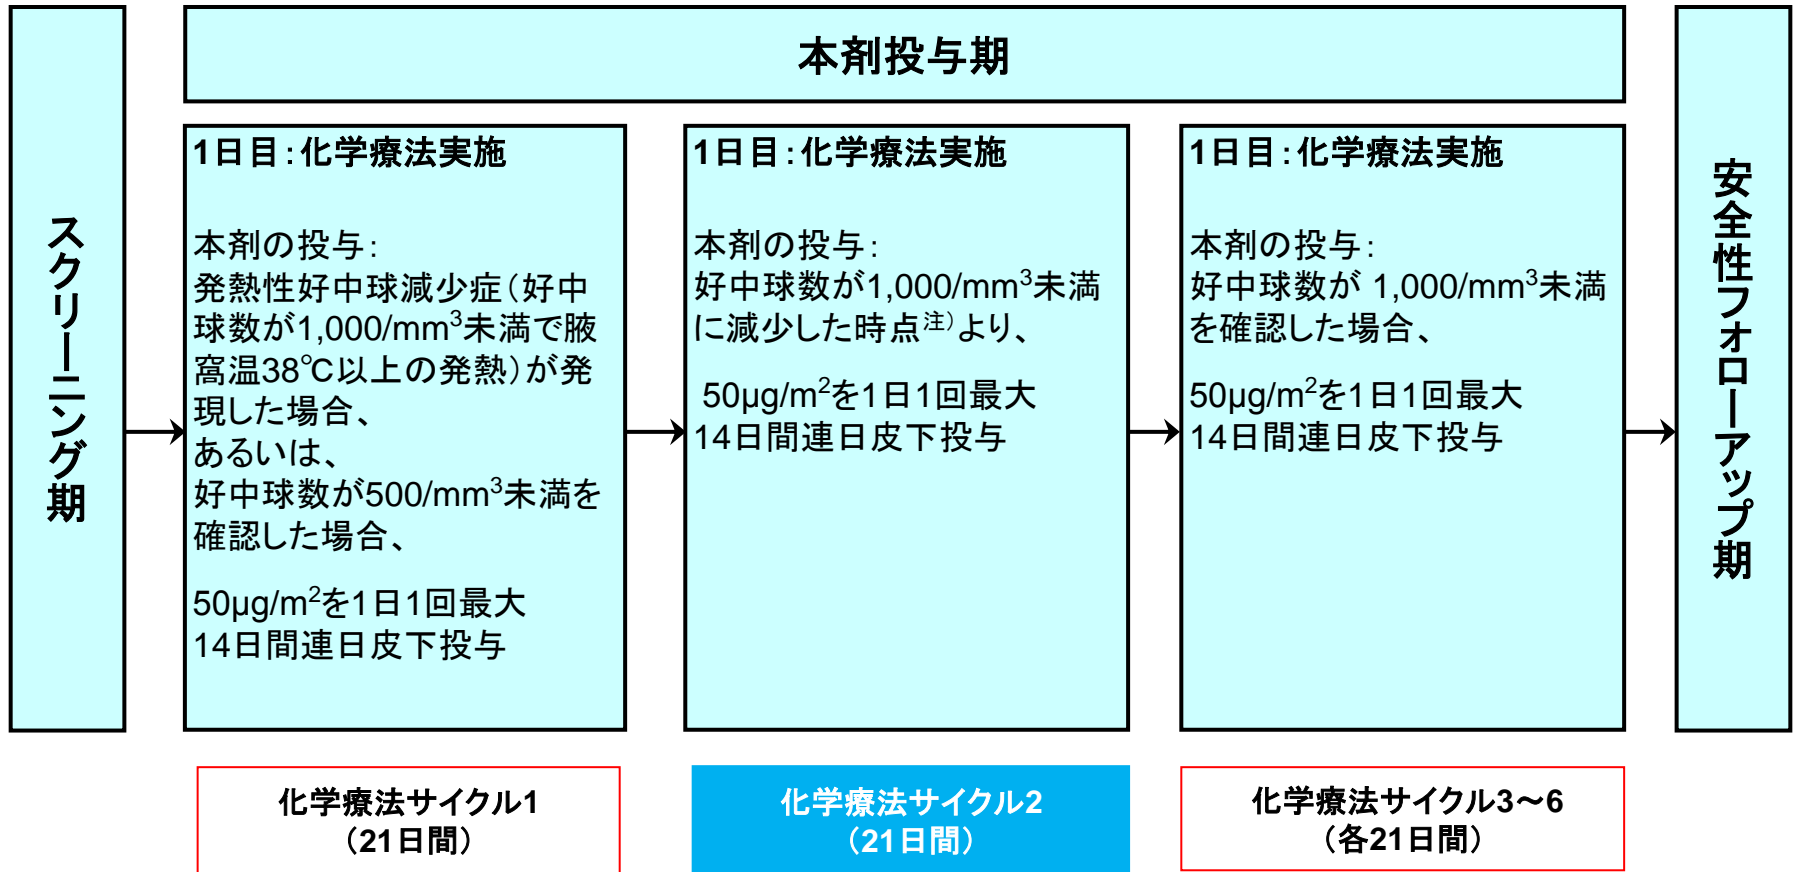 スクリーニング期
本剤投与期
1日目：化学療法実施
本剤の投与：
発熱性好中球減少症（好中
球数が1,000/mm³未満で腋
窩温38℃以上の発熱）が発
現した場合、
あるいは、
好中球数が500/mm³未満を
確認した場合、
50μg/m²を1日1回最大
14日間連日皮下投与
化学療法サイクル1
（21日間）
1日目：化学療法実施
本剤の投与：
好中球数が1,000/mm³未満
に減少した時点注）より、
50μg/m²を1日1回最大
14日間連日皮下投与
化学療法サイクル2
（21日間）
1日目：化学療法実施
本剤の投与：
好中球数が 1,000/mm³未満
を確認した場合、
50μg/m²を1日1回最大
14日間連日皮下投与
化学療法サイクル3～6
（各21日間）
安全性フォローアップ期